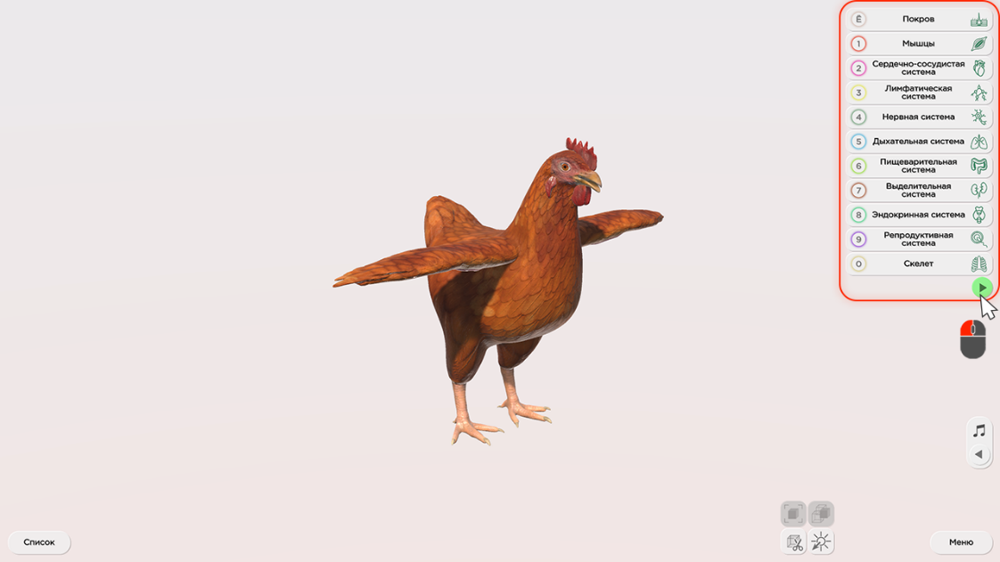 Ё Покров
1 Мышцы
2 Сердечно-сосудистая
система
3 Лимфатическая
система
4 Нервная система
5 Дыхательная система
6 Пищеварительная
система
7 Выделительная
система
8 Эндокринная система
9 Репродуктивная
система
0 Скелет
Список
Меню